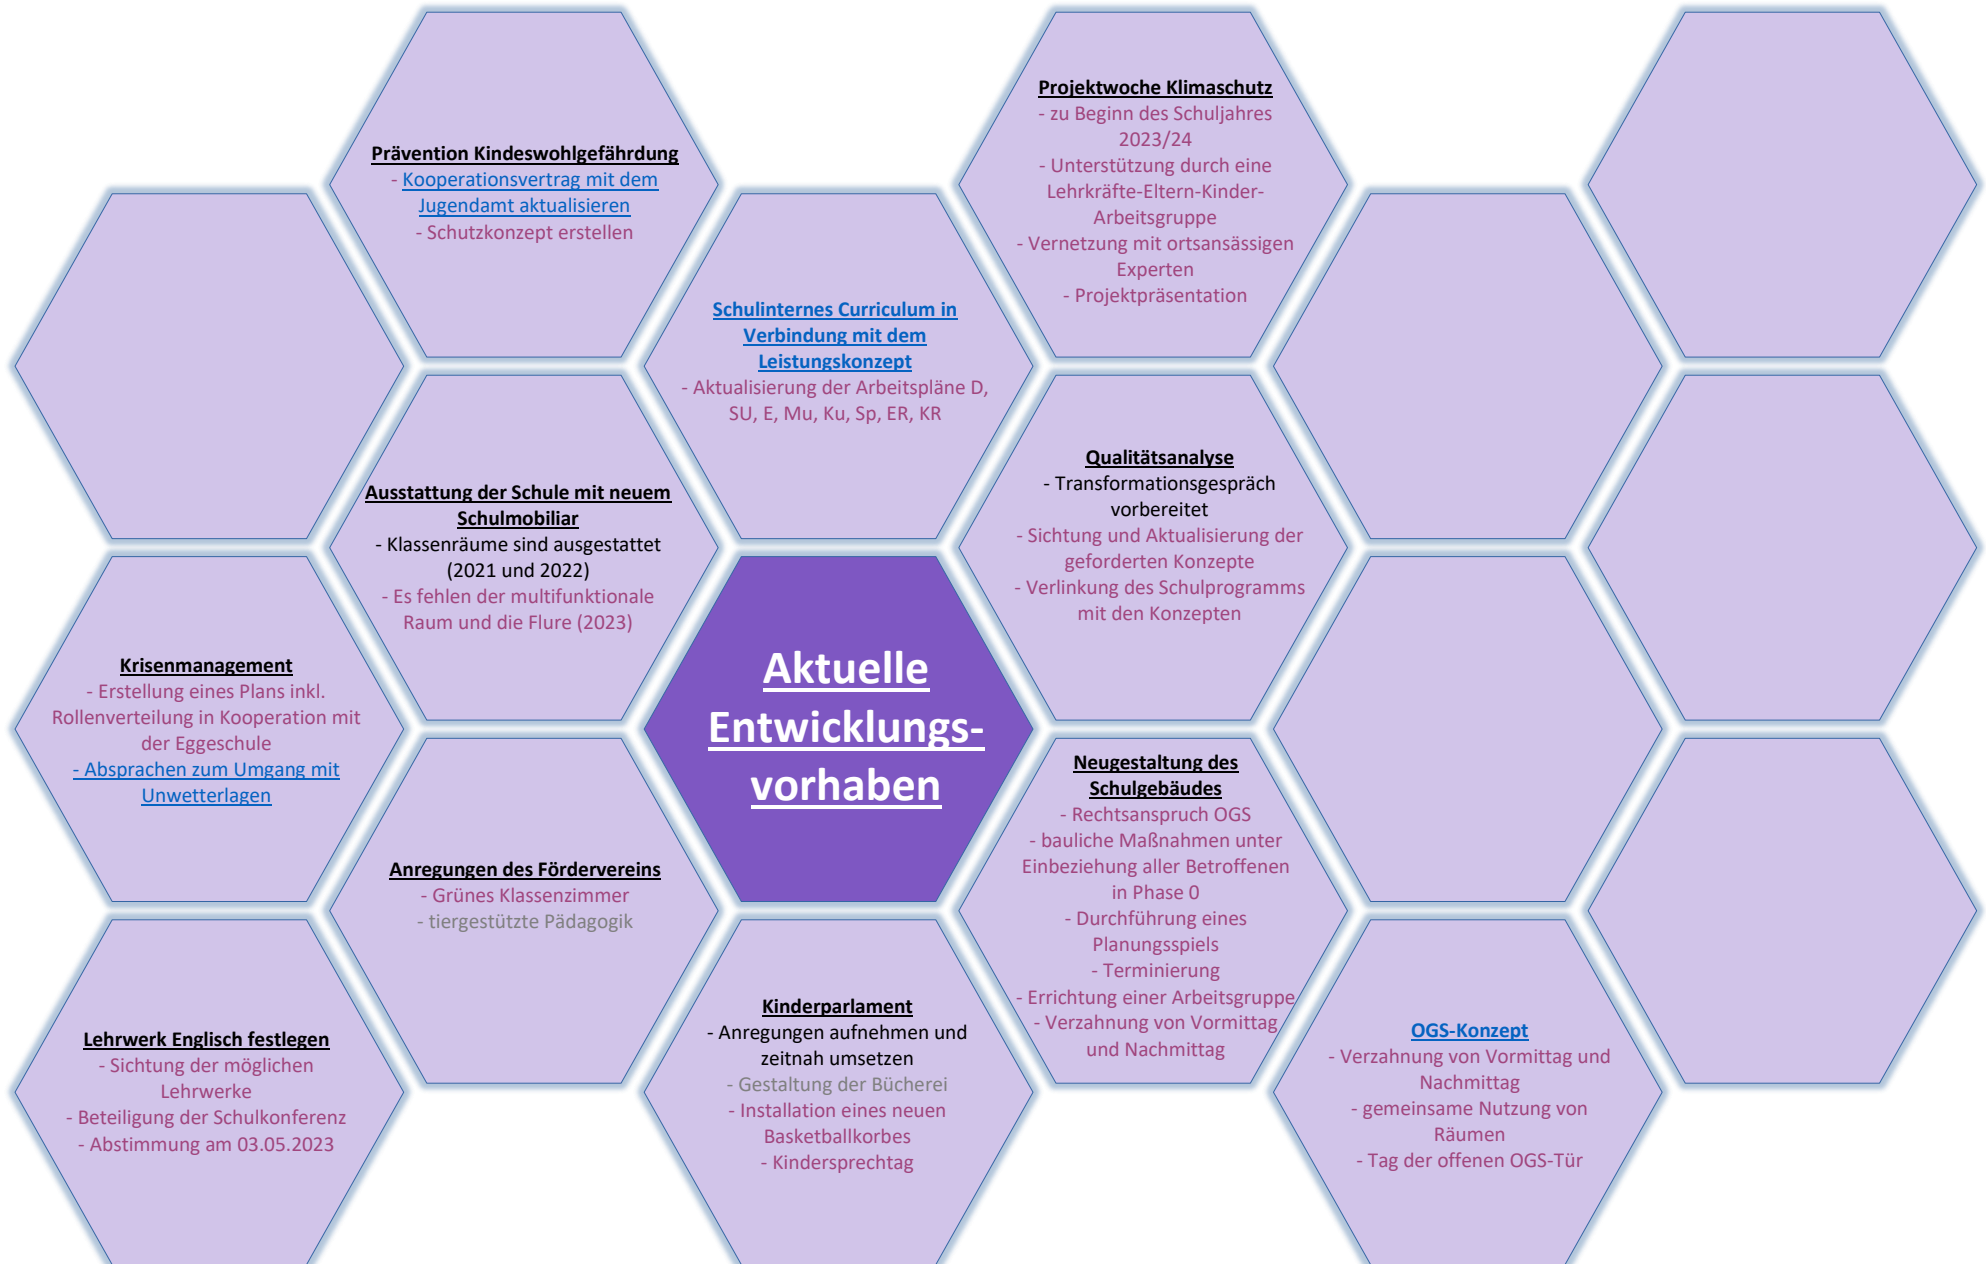 Prävention Kindeswohlgefährdung
- Kooperationsvertrag mit dem
Jugendamt aktualisieren
- Schutzkonzept erstellen
Projektwoche Klimaschutz
- zu Beginn des Schuljahres
2023/24
- Unterstützung durch eine
Lehrkräfte-Eltern-Kinder-
Arbeitsgruppe
- Vernetzung mit ortsansässigen
Experten
- Projektpräsentation
Schulinternes Curriculum in
Verbindung mit dem
Leistungskonzept
- Aktualisierung der Arbeitspläne D,
SU, E, Mu, Ku, Sp, ER, KR
Ausstattung der Schule mit neuem
Schulmobiliar
- Klassenräume sind ausgestattet
(2021 und 2022)
- Es fehlen der multifunktionale
Raum und die Flure (2023)
Qualitätsanalyse
- Transformationsgespräch
vorbereitet
- Sichtung und Aktualisierung der
geforderten Konzepte
- Verlinkung des Schulprogramms
mit den Konzepten
Krisenmanagement
- Erstellung eines Plans inkl.
Rollenverteilung in Kooperation mit
der Eggeschule
- Absprachen zum Umgang mit
Unwetterlagen
Aktuelle
Entwicklungs-
vorhaben
Anregungen des Fördervereins
- Grünes Klassenzimmer
- tiergestützte Pädagogik
Neugestaltung des
Schulgebäudes
- Rechtsanspruch OGS
- bauliche Maßnahmen unter
Einbeziehung aller Betroffenen
in Phase 0
- Durchführung eines
Planungsspiels
- Terminierung
- Errichtung einer Arbeitsgruppe
- Verzahnung von Vormittag
und Nachmittag
Lehrwerk Englisch festlegen
- Sichtung der möglichen
Lehrwerke
- Beteiligung der Schulkonferenz
- Abstimmung am 03.05.2023
Kinderparlament
- Anregungen aufnehmen und
zeitnah umsetzen
- Gestaltung der Bücherei
- Installation eines neuen
Basketballkorbes
- Kindersprechtag
OGS-Konzept
- Verzahnung von Vormittag und
Nachmittag
- gemeinsame Nutzung von
Räumen
- Tag der offenen OGS-Tür